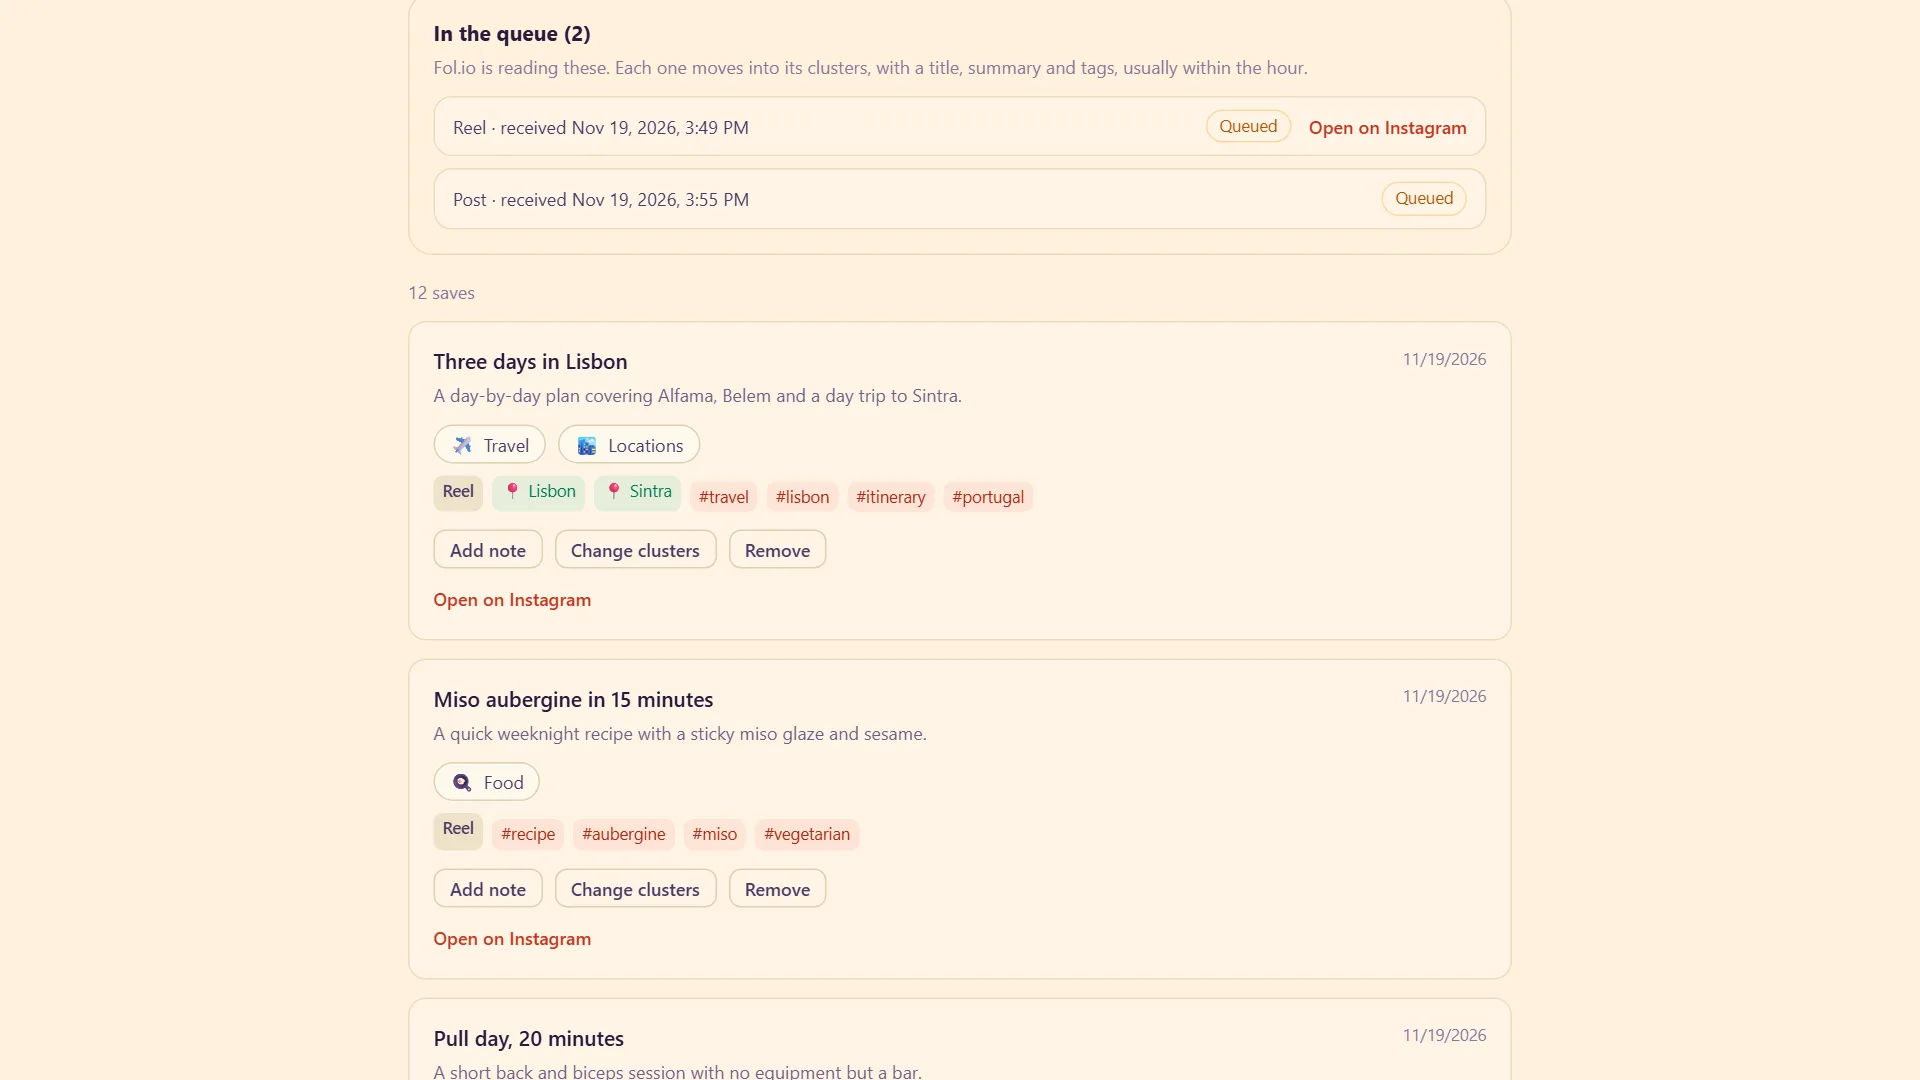 In the queue (2)
Fol.io is reading these. Each one moves into its clusters, with a title, summary and tags, usually within the hour.
Reel · received Nov 19, 2026, 3:49 PM Queued Open on Instagram
Post · received Nov 19, 2026, 3:55 PM Queued
12 saves
Three days in Lisbon 11/19/2026
A day-by-day plan covering Alfama, Belem and a day trip to Sintra.
Travel Locations
Reel Lisbon Sintra #travel #lisbon #itinerary #portugal
Add note Change clusters Remove
Open on Instagram
Miso aubergine in 15 minutes 11/19/2026
A quick weeknight recipe with a sticky miso glaze and sesame.
Food
Reel #recipe #aubergine #miso #vegetarian
Add note Change clusters Remove
Open on Instagram
Pull day, 20 minutes 11/19/2026
A short back and biceps session with no equipment but a bar.